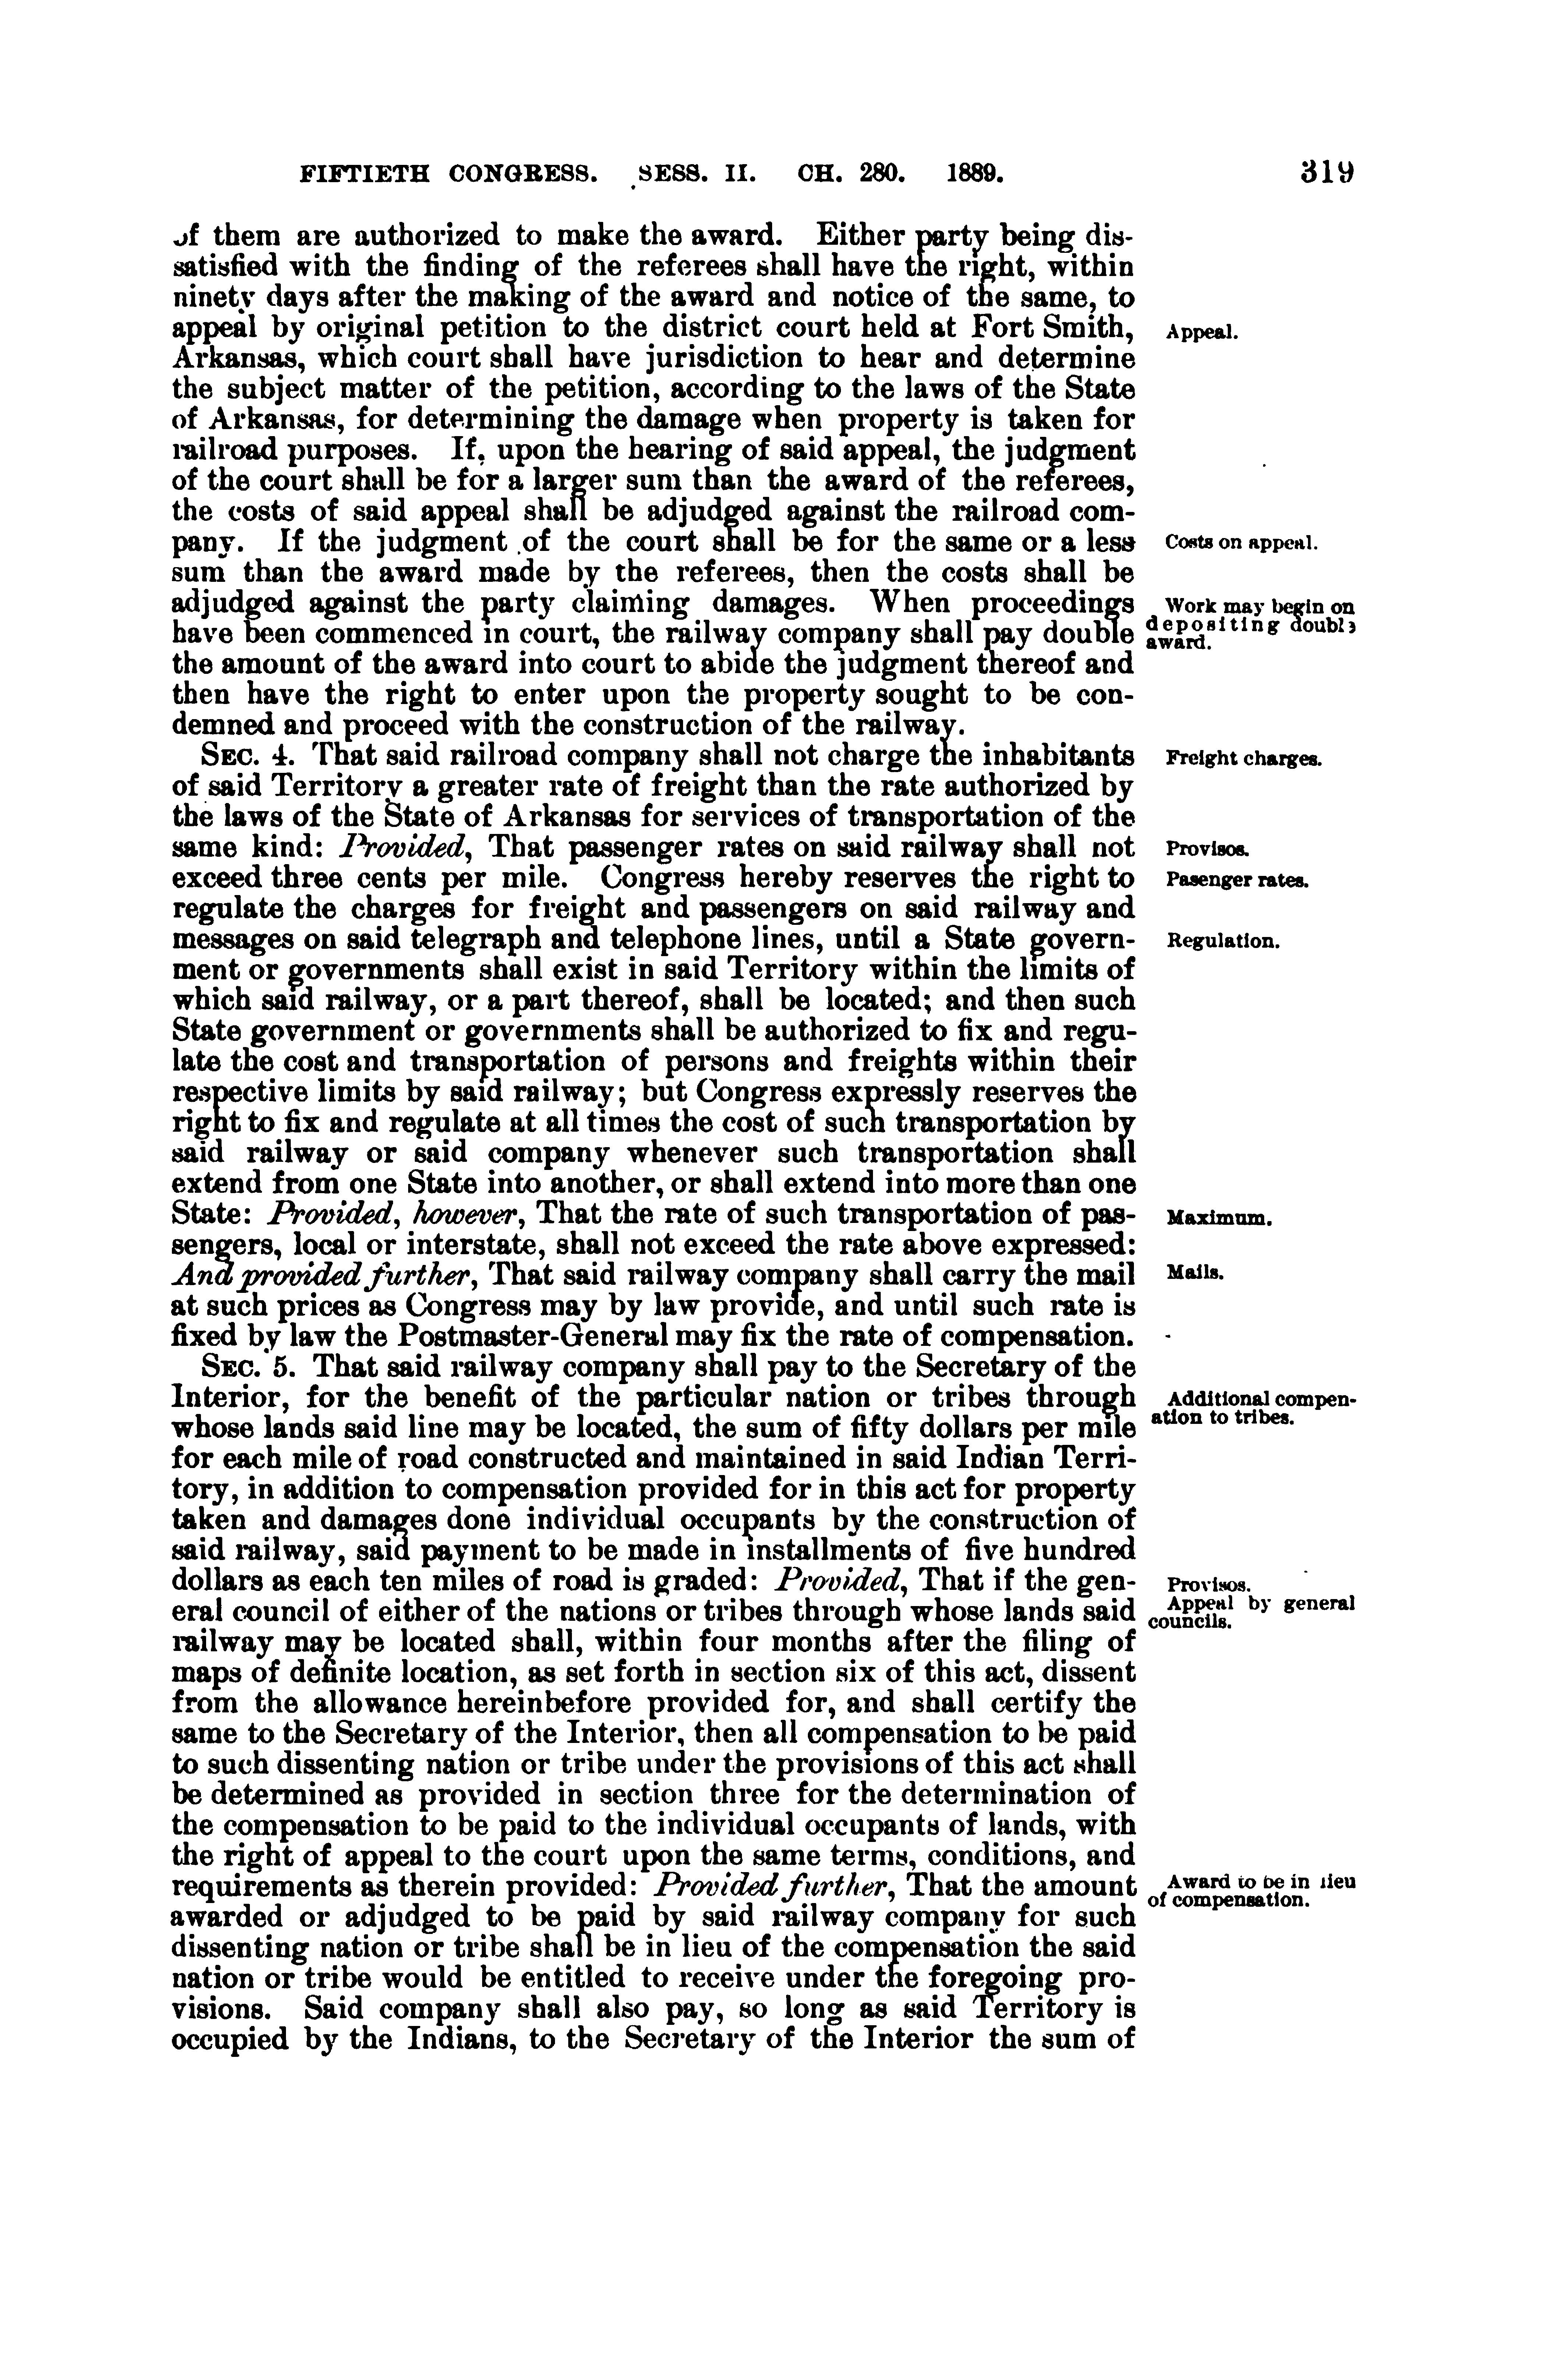 FIFTIETH CONGRESS. SESS. II. CH. 280. 1889. 319
of them are authorized to make the award. Either party being dis-
satisfied with the finding of the referees shall have the right, within
ninety days after the making of the award and notice of the same, to
appeal by original petition to the district court held at Fort Smith,
Appeal.
Arkansas, which court shall have jurisdiction to hear and determine
the subject matter of the petition, according to the laws of the State
of Arkansas, for determining the damage when property is taken for
railroad purposes. If, upon the hearing of said appeal, the judgment
of the court shall be for a larger sum than the award of the referees,
the costs of said appeal shall be adjudged against the railroad com-
pany. If the judgment of the court shall be for the same or a less
Costs on appeal.
sum than the award made by the referees, then the costs shall be
adjudged against the party claiming damages. When proceedings
have been commenced in court, the railway company shall pay double
Work may begin on
depositing double
award.
the amount of the award into court to abide the judgment thereof and
then have the right to enter upon the property sought to be con-
demned and proceed with the construction of the railway.
SEC. 4. That said railroad company shall not charge the inhabitants
Freight charges.
of said Territory a greater rate of freight than the rate authorized by
the laws of the State of Arkansas for services of transportation of the
same kind: Provided, That passenger rates on said railway shall not
Provisos.
exceed three cents per mile. Congress hereby reserves the right to
Pasenger rates.
regulate the charges for freight and passengers on said railway and
messages on said telegraph and telephone lines, until a State govern-
Regulation.
ment or governments shall exist in said Territory within the limits of
which said railway, or a part thereof, shall be located; and then such
State government or governments shall be authorized to fix and regu-
late the cost and transportation of persons and freights within their
respective limits by said railway; but Congress expressly reserves the
right to fix and regulate at all times the cost of such transportation by
said railway or said company whenever such transportation shall
extend from one State into another, or shall extend into more than one
State: Provided, however, That the rate of such transportation of pas-
Maximum.
sengers, local or interstate, shall not exceed the rate above expressed:
And provided further, That said railway company shall carry the mail
Mails.
at such prices as Congress may by law provide, and until such rate is
fixed by law the Postmaster-General may fix the rate of compensation.
SEC. 5. That said railway company shall pay to the Secretary of the
Interior, for the benefit of the particular nation or tribes through
whose lands said line may be located, the sum of fifty dollars per mile
Additional compen-
ation to tribes.
for each mile of road constructed and maintained in said Indian Terri-
tory, in addition to compensation provided for in this act for property
taken and damages done individual occupants by the construction of
said railway, said payment to be made in installments of five hundred
dollars as each ten miles of road is graded: Provided, That if the gen-
Provisos.
eral council of either of the nations or tribes through whose lands said
Appeal by general
councils.
railway may be located shall, within four months after the filing of
maps of definite location, as set forth in section six of this act, dissent
from the allowance hereinbefore provided for, and shall certify the
same to the Secretary of the Interior, then all compensation to be paid
to such dissenting nation or tribe under the provisions of this act shall
be determined as provided in section three for the determination of
the compensation to be paid to the individual occupants of lands, with
the right of appeal to the court upon the same terms, conditions, and
requirements as therein provided: Provided further, That the amount
Award to be in lieu
of compensation.
awarded or adjudged to be paid by said railway company for such
dissenting nation or tribe shall be in lieu of the compensation the said
nation or tribe would be entitled to receive under the foregoing pro-
visions. Said company shall also pay, so long as said Territory is
occupied by the Indians, to the Secretary of the Interior the sum of